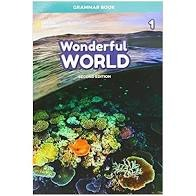 GRAMMAR BOOK
1
Wonderful
WORLD
SECOND EDITION